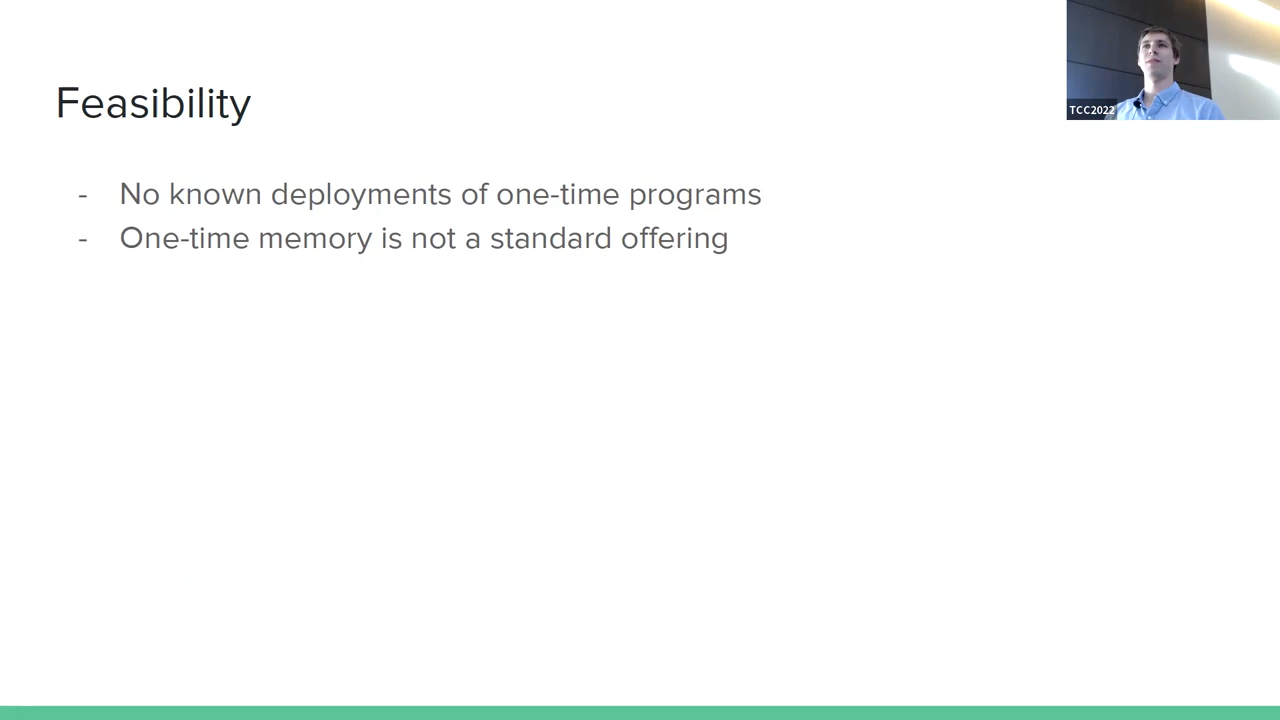 Feasibility
- No known deployments of one-time programs
- One-time memory is not a standard offering
TCC2022